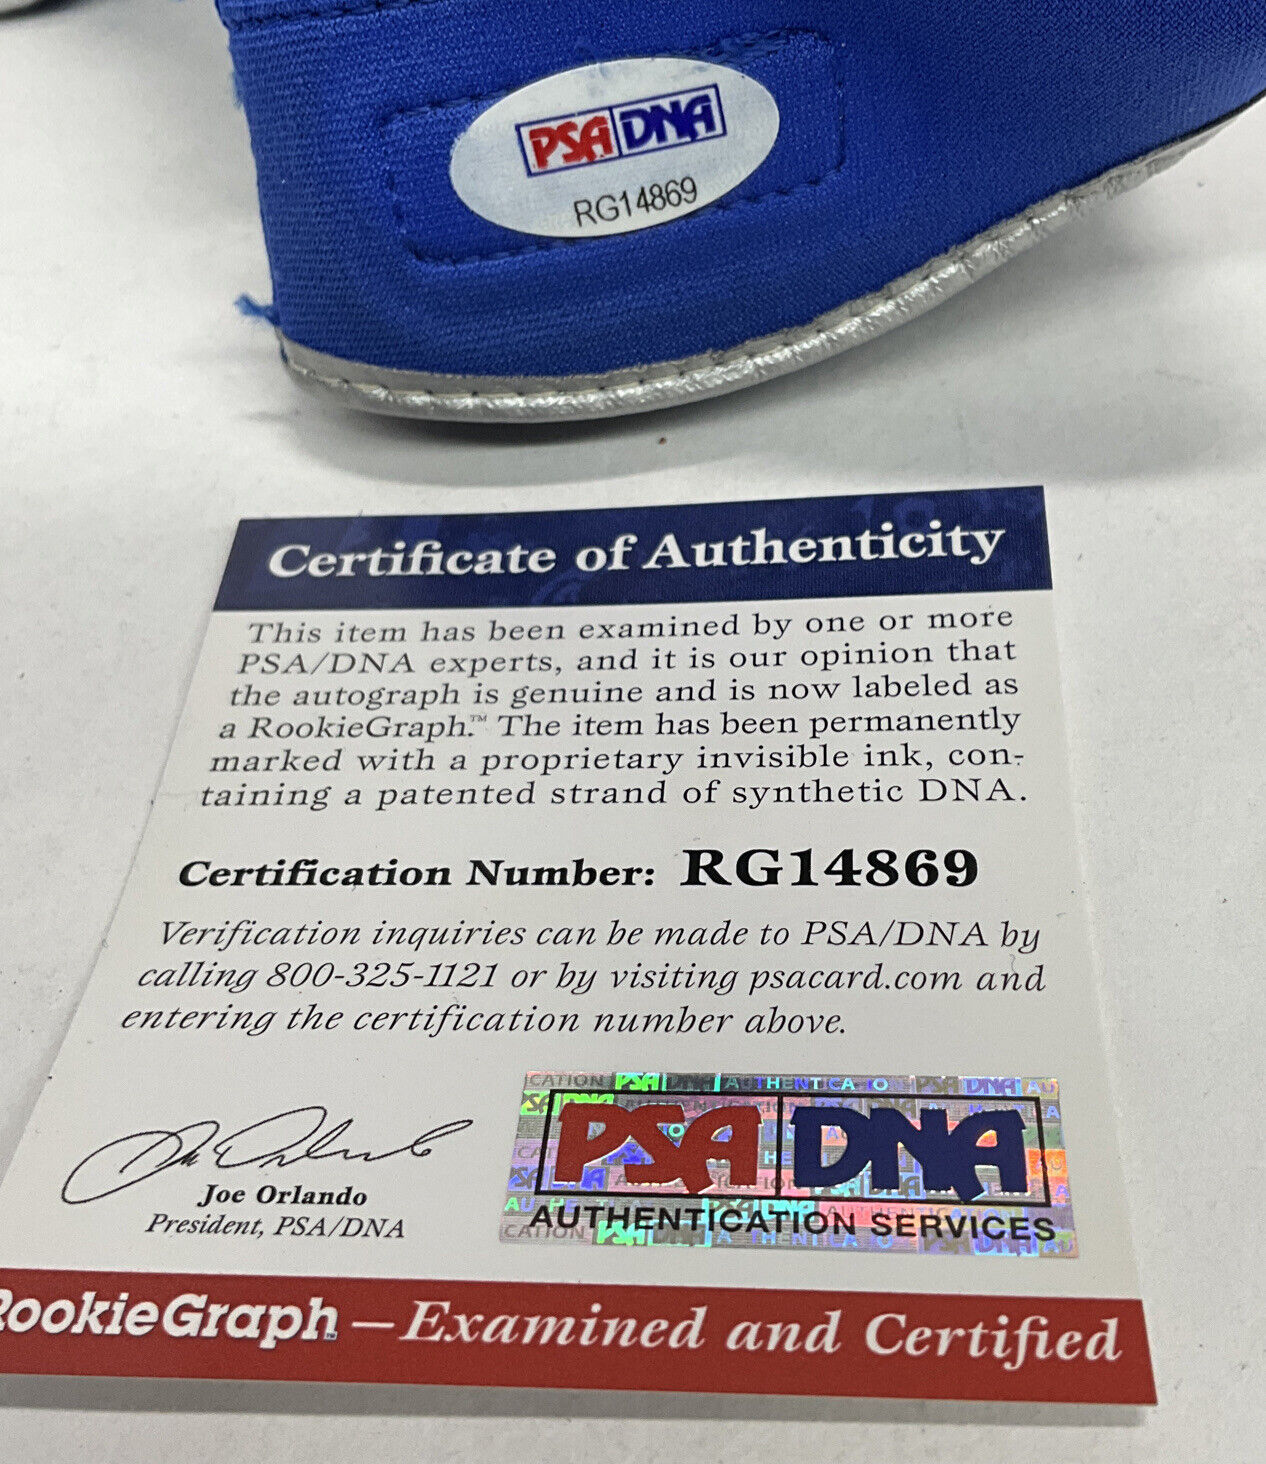 PSA DNA
RG14869
Certificate of Authenticity
This item has been examined by one or more
PSA/DNA experts, and it is our opinion that
the autograph is genuine and is now labeled as
a RookieGraph.™ The item has been permanently
marked with a proprietary invisible ink, con-
taining a patented strand of synthetic DNA.
Certification Number: RG14869
Verification inquiries can be made to PSA/DNA by
calling 800-325-1121 or by visiting psacard.com and
entering the certification number above.
Joe Orlando
President, PSA/DNA
PSA DNA
AUTHENTICATION SERVICES
RookieGraph™ — Examined and Certified